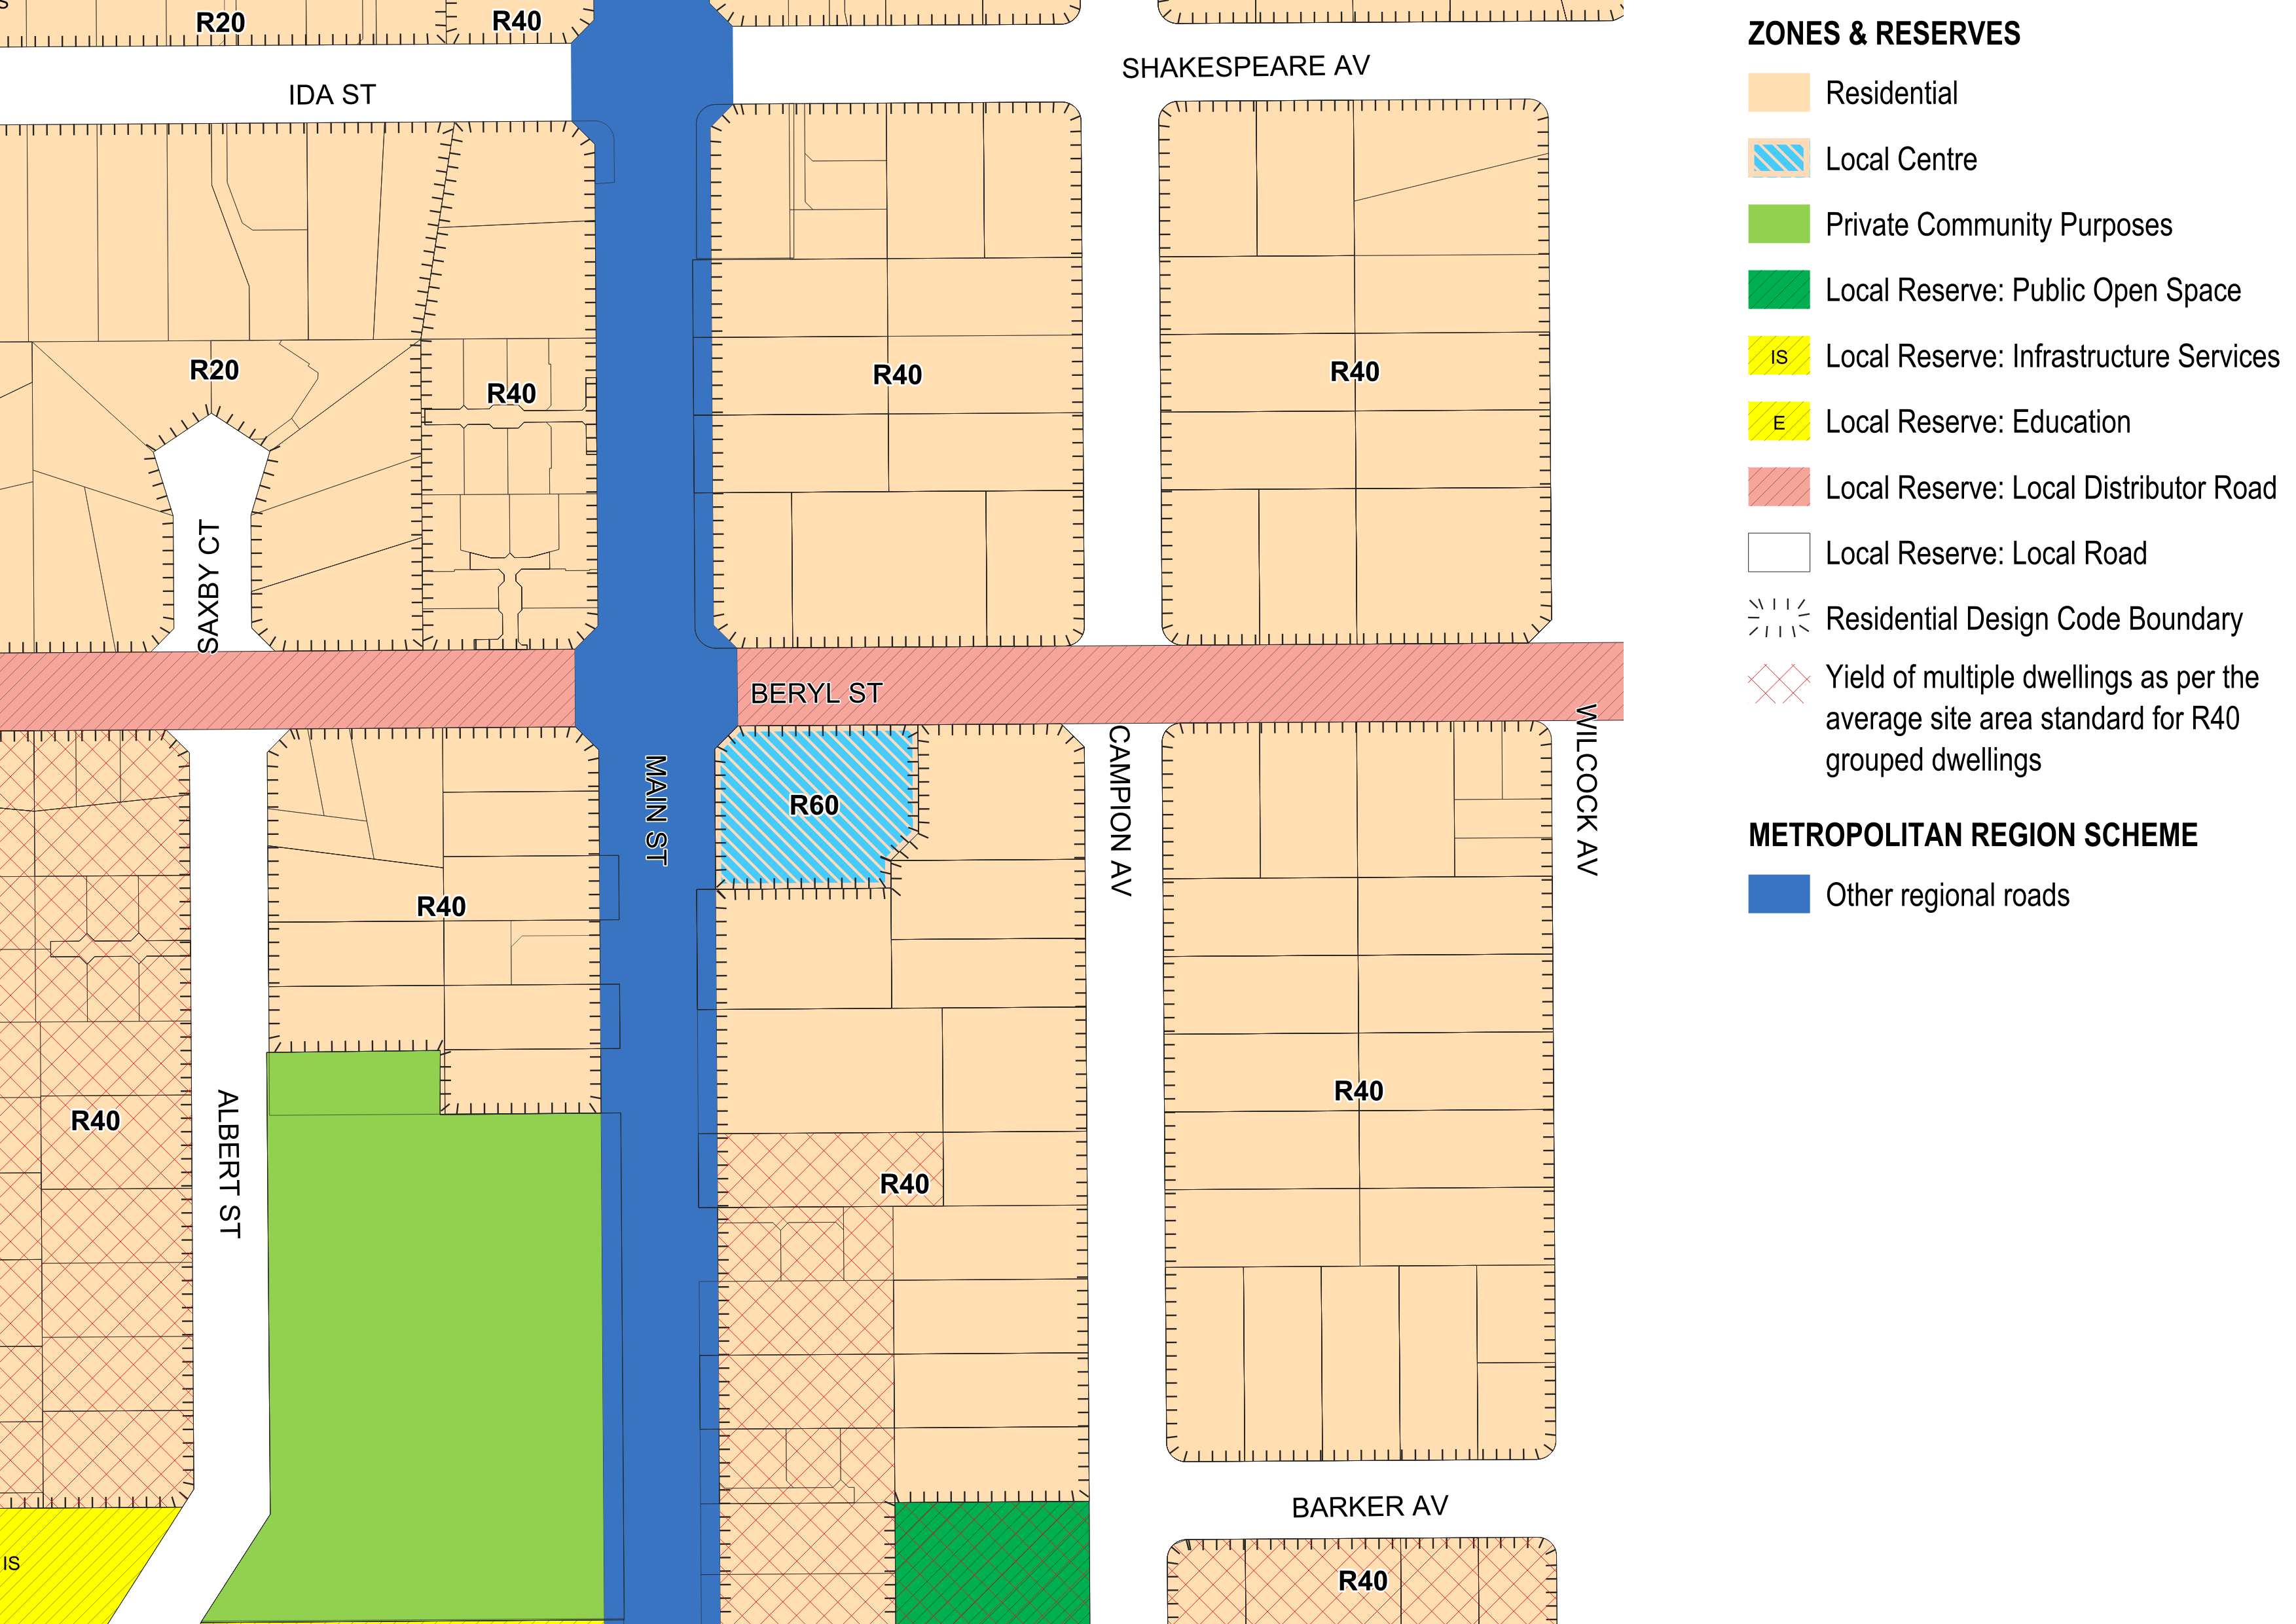 R20
R40
IDA ST
SHAKESPEARE AV
R20
R40
R40
R40
SAXBY CT
BERYL ST
MAIN ST
R60
CAMPION AV
WILCOCK AV
R40
R40
ALBERT ST
R40
R40
BARKER AV
IS
R40
ZONES & RESERVES
Residential
Local Centre
Private Community Purposes
Local Reserve: Public Open Space
IS Local Reserve: Infrastructure Services
E Local Reserve: Education
Local Reserve: Local Distributor Road
Local Reserve: Local Road
Residential Design Code Boundary
Yield of multiple dwellings as per the
average site area standard for R40
grouped dwellings
METROPOLITAN REGION SCHEME
Other regional roads